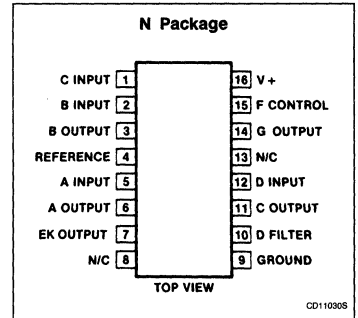 N Package
C INPUT 1 16 V +
B INPUT 2 15 F CONTROL
B OUTPUT 3 14 G OUTPUT
REFERENCE 4 13 N/C
A INPUT 5 12 D INPUT
A OUTPUT 6 11 C OUTPUT
EK OUTPUT 7 10 D FILTER
N/C 8 9 GROUND
TOP VIEW
CD11030S